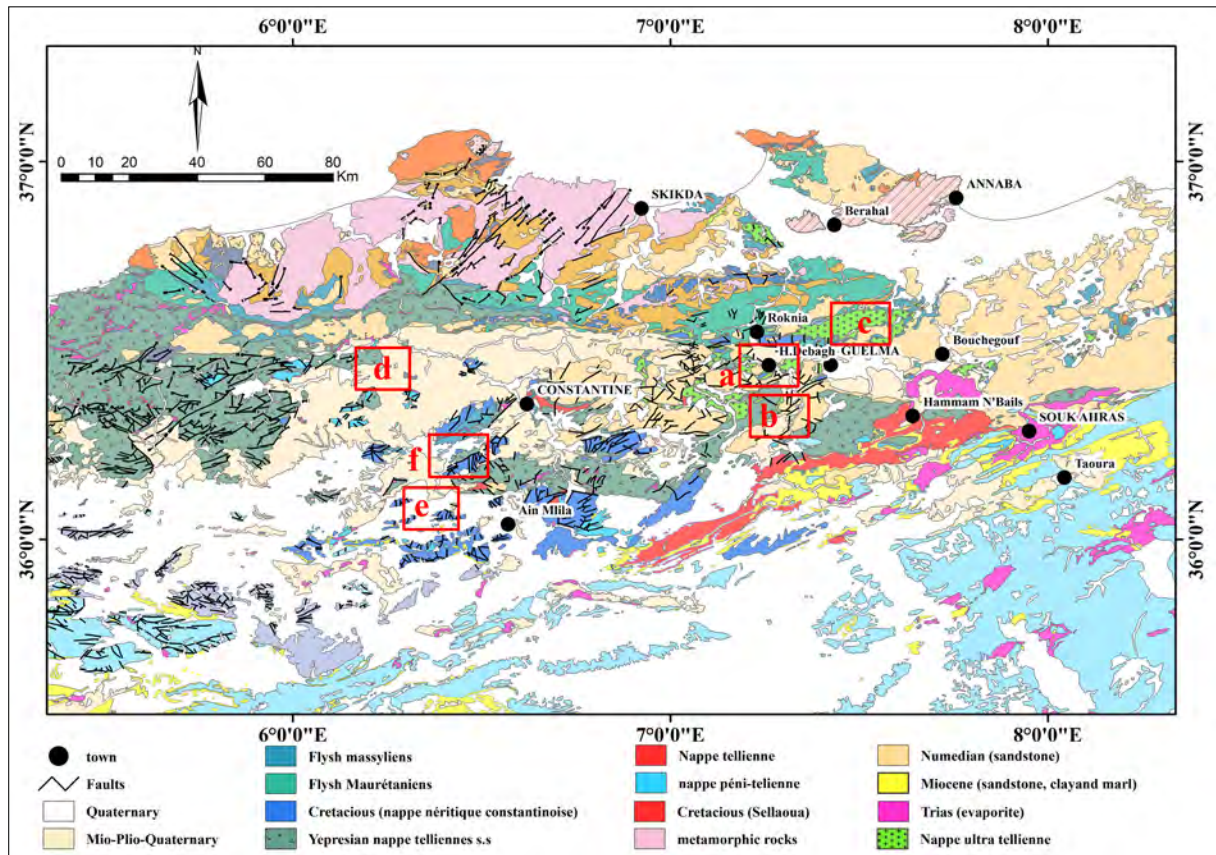 6°0'0"E 7°0'0"E 8°0'0"E
N
37°0'0"N 37°0'0"N
0 5 10 20 40 60 80
Km
SKIKDA
ANNABA
Berahal
c
Roknia
Bouchegouf
H.Debagh GUELMA
a
d
CONSTANTINE
b
Hammam N'Bails
SOUK AHRAS
f
Taoura
e
Ain Mlila
36°0'0"N 36°0'0"N
6°0'0"E 7°0'0"E 8°0'0"E
town Flysh massyliens Nappe tellienne Numedian (sandstone)
Faults Flysh Maurétaniens nappe péni-telienne Miocene (sandstone, clayand marl)
Quaternary Cretacious (nappe néritique constantinoise) Cretacious (Sellaoua) Trias (evaporite)
Mio-Plio-Quaternary Yepresian nappe telliennes s.s metamorphic rocks Nappe ultra tellienne